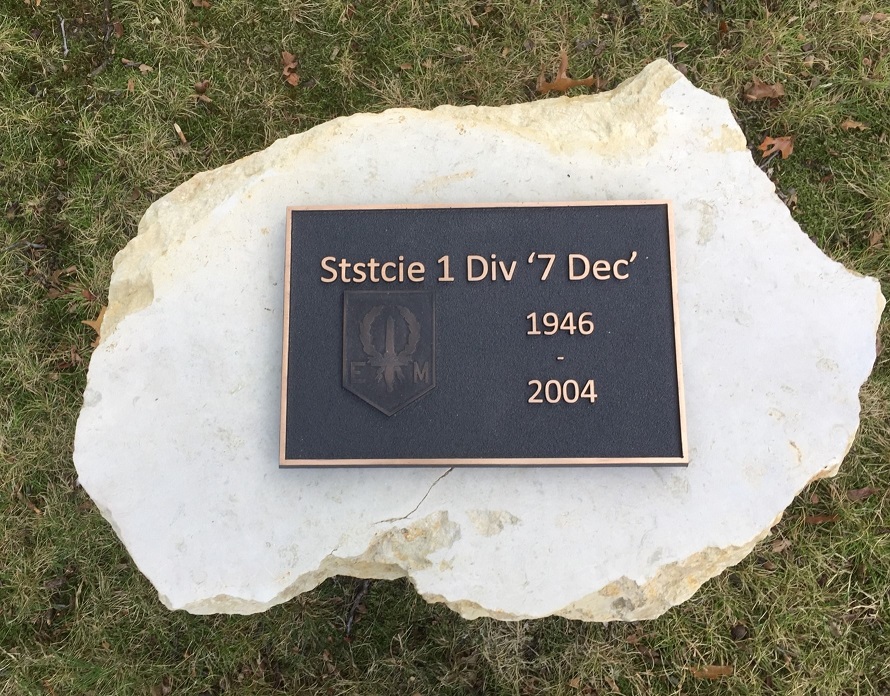 Ststcie 1 Div ‘7 Dec’
1946
-
2004
E M